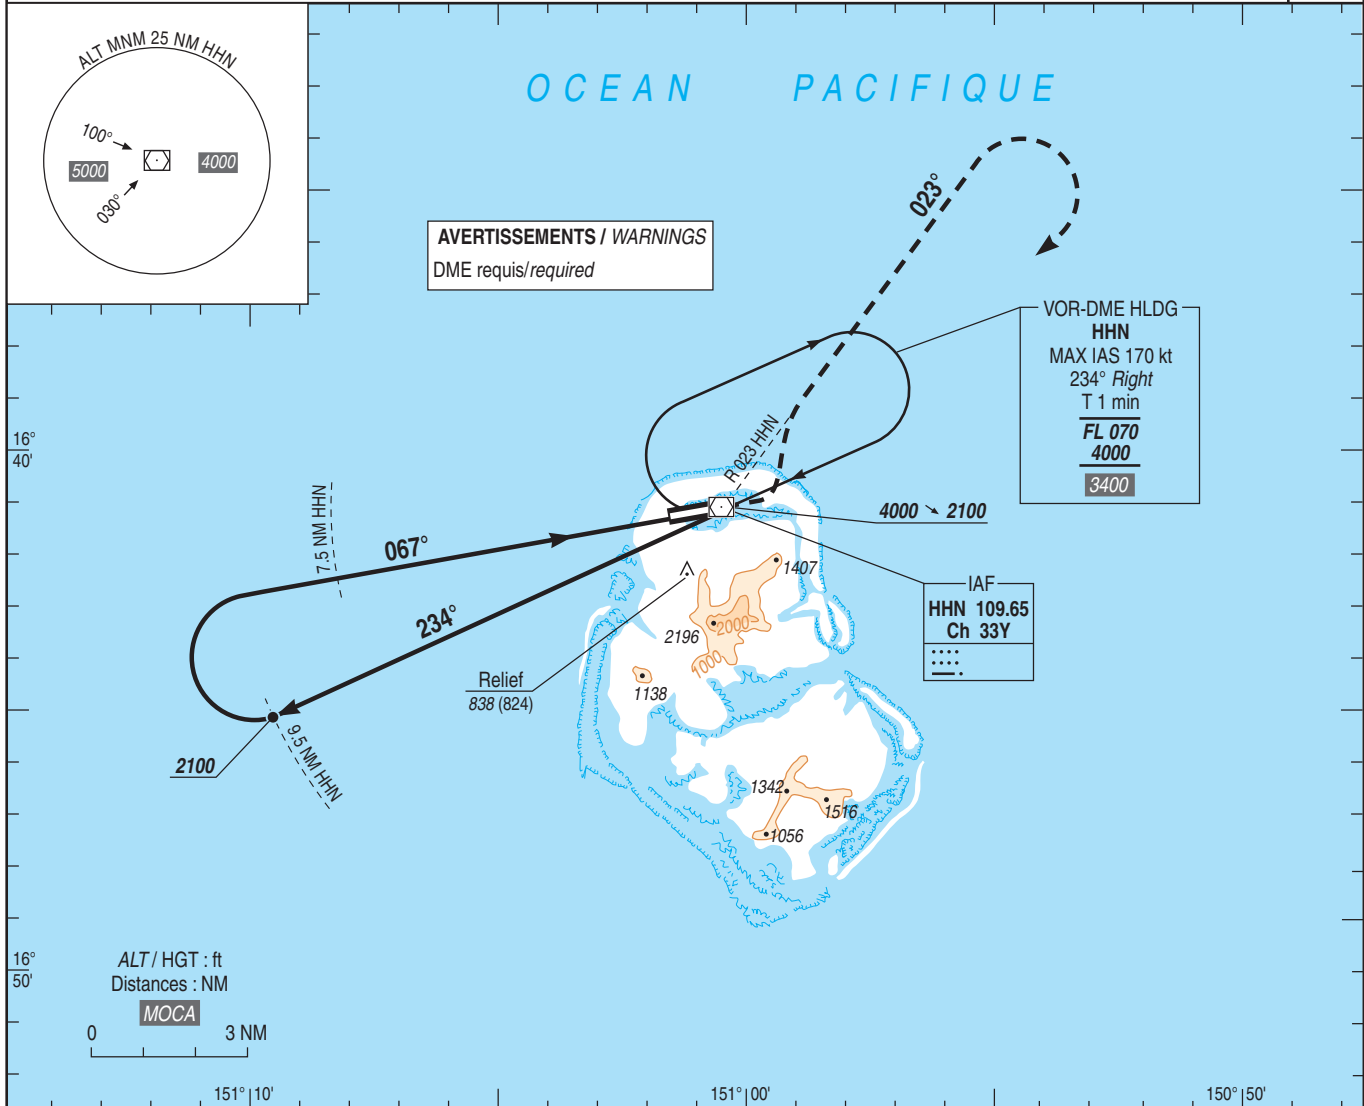 ALT MNM 25 NM HHN
100°
5000
4000
030°
OCEAN PACIFIQUE
AVERTISSEMENTS / WARNINGS
DME requis/required
023°
VOR-DME HLDG
HHN
MAX IAS 170 kt
234° Right
T 1 min
FL 070
4000
3400
16°
40'
R 023 HHN
7.5 NM HHN
067°
4000 ↘ 2100
234°
1407
IAF
HHN 109.65
Ch 33Y
2196
2000
1000
Relief
838 (824)
1138
9.5 NM HHN
2100
1342
1516
1056
16°
50'
ALT / HGT : ft
Distances : NM
MOCA
0 3 NM
151° 10'
151° 00'
150° 50'